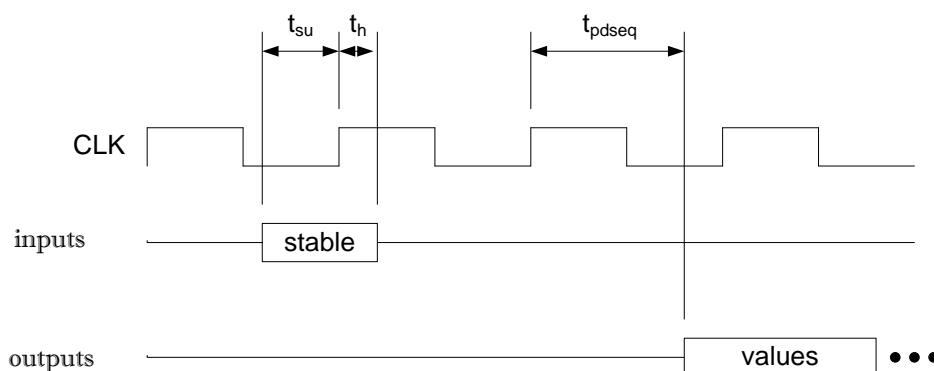 tsu th tpdseq
CLK
inputs stable
outputs values •••